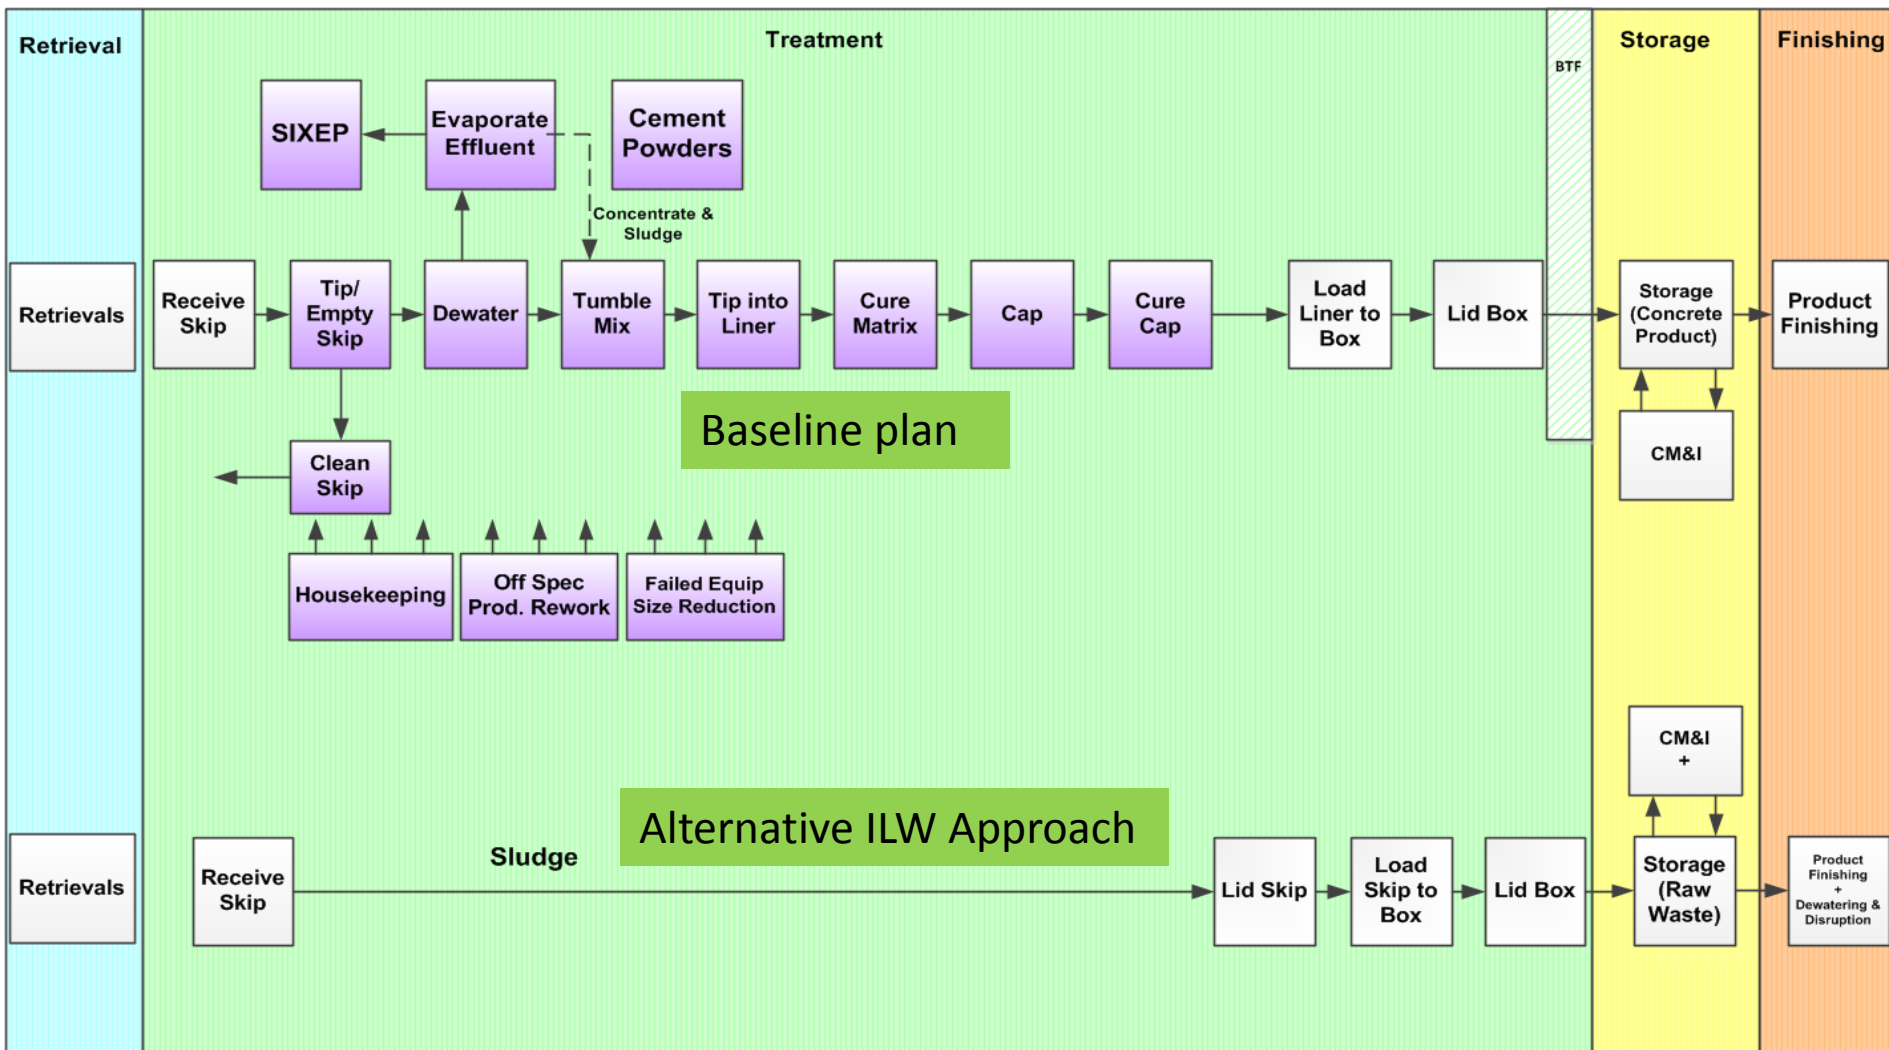 Retrieval
Treatment
Storage
Finishing
BTF
SIXEP
Evaporate
Effluent
Cement
Powders
Concentrate &
Sludge
Retrievals
Receive
Skip
Tip/
Empty
Skip
Dewater
Tumble
Mix
Tip into
Liner
Cure
Matrix
Cap
Cure
Cap
Load
Liner to
Box
Lid Box
Storage
(Concrete
Product)
Product
Finishing
Baseline plan
CM&I
Clean
Skip
Housekeeping
Off Spec
Prod. Rework
Failed Equip
Size Reduction
CM&I
+
Alternative ILW Approach
Retrievals
Receive
Skip
Sludge
Lid Skip
Load
Skip to
Box
Lid Box
Storage
(Raw
Waste)
Product
Finishing
+
Dewatering &
Disruption